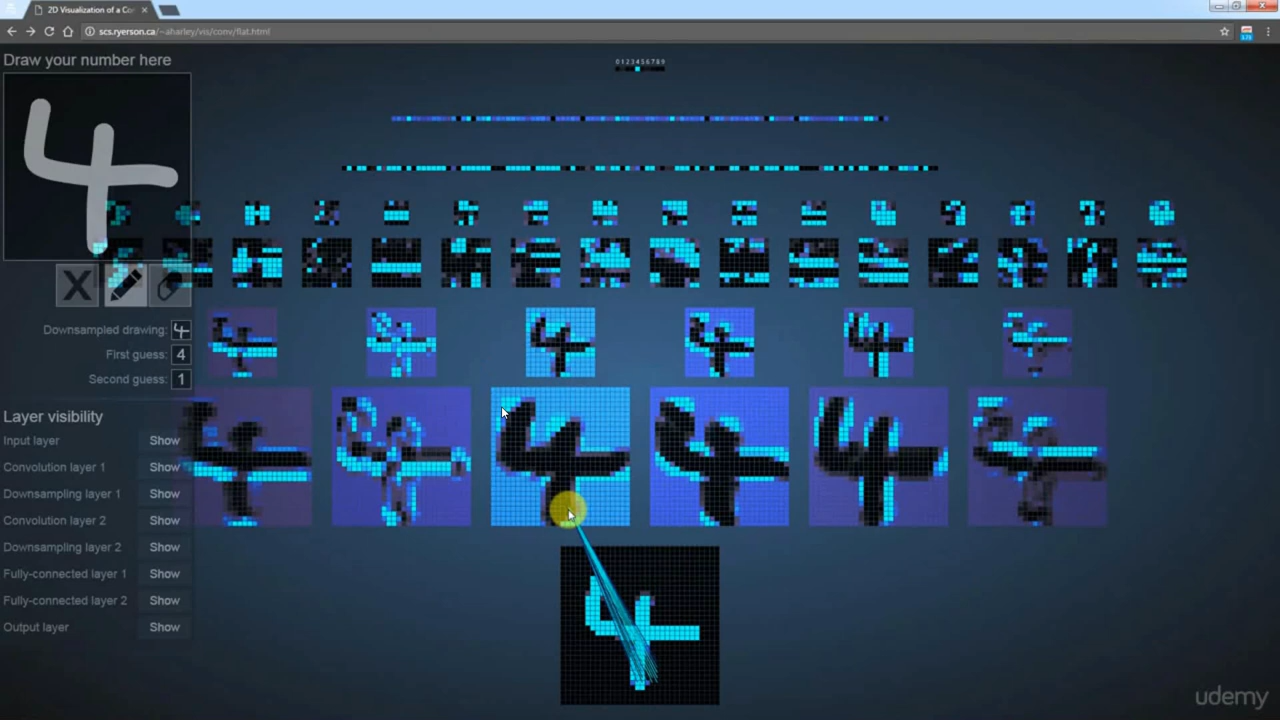 2D Visualization of a Co
scs.ryerson.ca/~aharley/vis/conv/flat.html
Draw your number here
0123456789
4
X
Downsampled drawing: 4
First guess: 4
Second guess: 1
Layer visibility
Input layer Show
Convolution layer 1 Show
Downsampling layer 1 Show
Convolution layer 2 Show
Downsampling layer 2 Show
Fully-connected layer 1 Show
Fully-connected layer 2 Show
Output layer Show
4
udemy